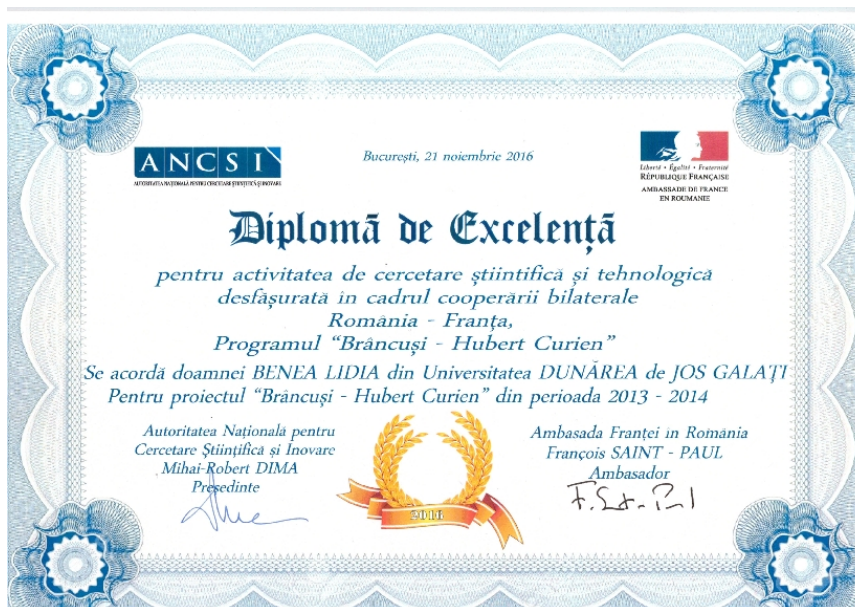 ANCSI
AUTORITATEA NAȚIONALĂ PENTRU CERCETARE ȘTIINȚIFICĂ ȘI INOVARE
București, 21 noiembrie 2016
Liberté • Égalité • Fraternité
RÉPUBLIQUE FRANÇAISE
AMBASSADE DE FRANCE
EN ROUMANIE
Diplomă de Excelență
pentru activitatea de cercetare științifică și tehnologică
desfășurată în cadrul cooperării bilaterale
România - Franța,
Programul “Brâncuși - Hubert Curien”
Se acordă doamnei BENEA LIDIA din Universitatea DUNĂREA de JOS GALAȚI
Pentru proiectul “Brâncuși - Hubert Curien” din perioada 2013 - 2014
Autoritatea Națională pentru
Cercetare Științifică și Inovare
Mihai-Robert DIMA
Președinte
Ambasada Franței in România
François SAINT - PAUL
Ambasador
F. St-Paul
2016